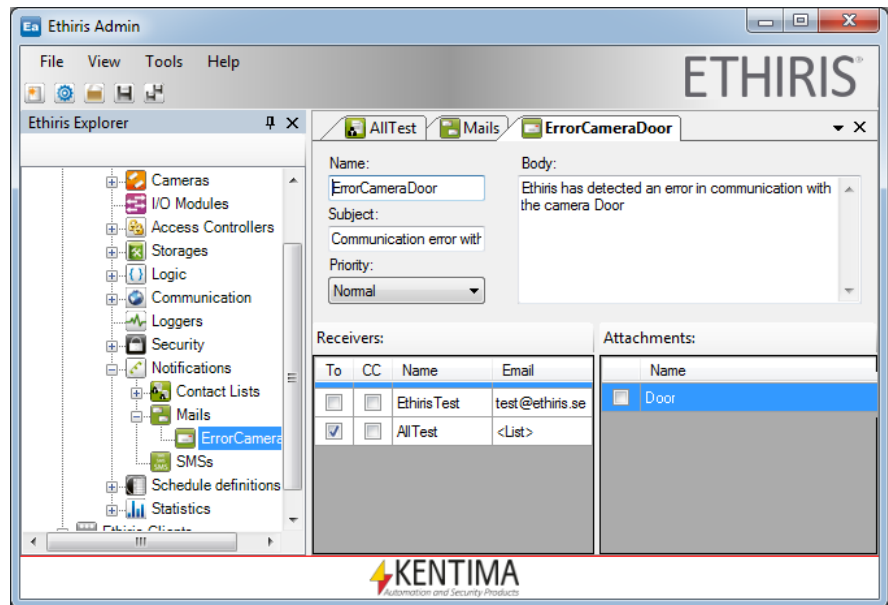 Ethiris Admin
File View Tools Help
ETHIRIS
Ethiris Explorer
Cameras
I/O Modules
Access Controllers
Storages
Logic
Communication
Loggers
Security
Notifications
Contact Lists
Mails
ErrorCamera
SMSs
Schedule definitions
Statistics
Ethiris Clients
AllTest Mails ErrorCameraDoor
Name:
ErrorCameraDoor
Subject:
Communication error with
Priority:
Normal
Body:
Ethiris has detected an error in communication with
the camera Door
Receivers:
To CC Name Email
EthirisTest test@ethiris.se
AllTest <List>
Attachments:
Name
Door
KENTIMA
Automation and Security Products